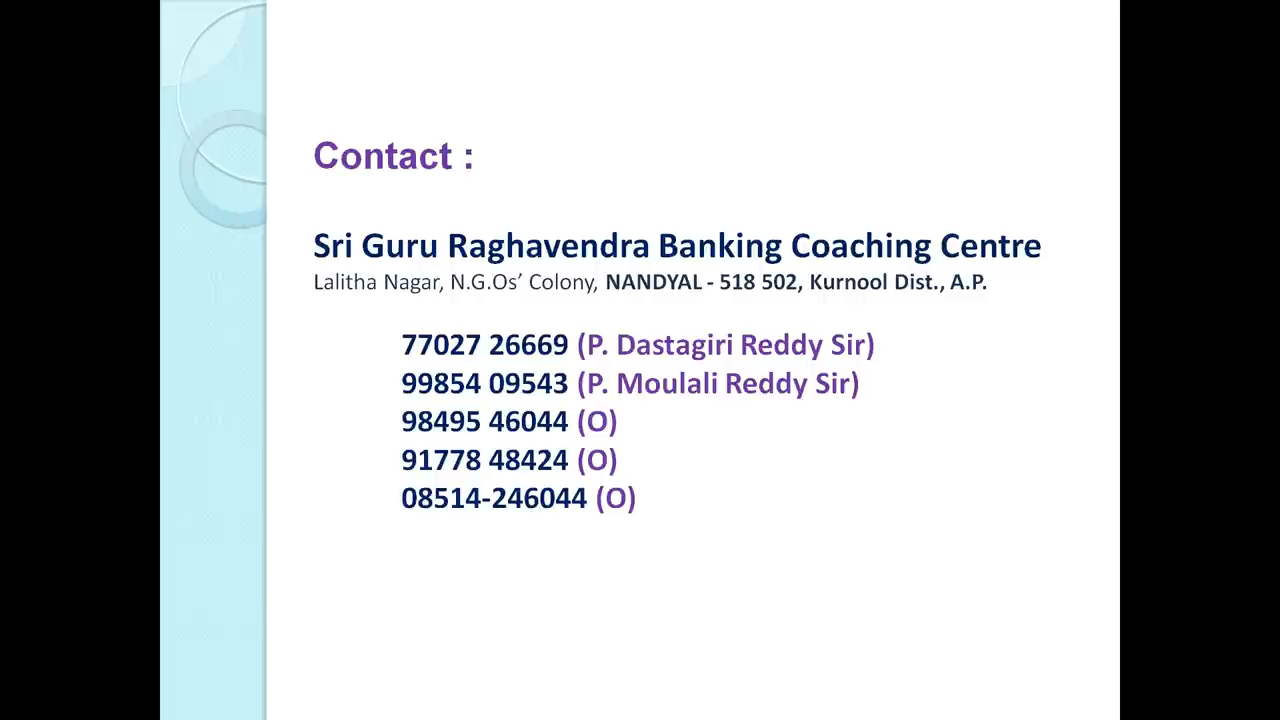 Contact :
Sri Guru Raghavendra Banking Coaching Centre
Lalitha Nagar, N.G.Os’ Colony, NANDYAL - 518 502, Kurnool Dist., A.P.
77027 26669 (P. Dastagiri Reddy Sir)
99854 09543 (P. Moulali Reddy Sir)
98495 46044 (O)
91778 48424 (O)
08514-246044 (O)